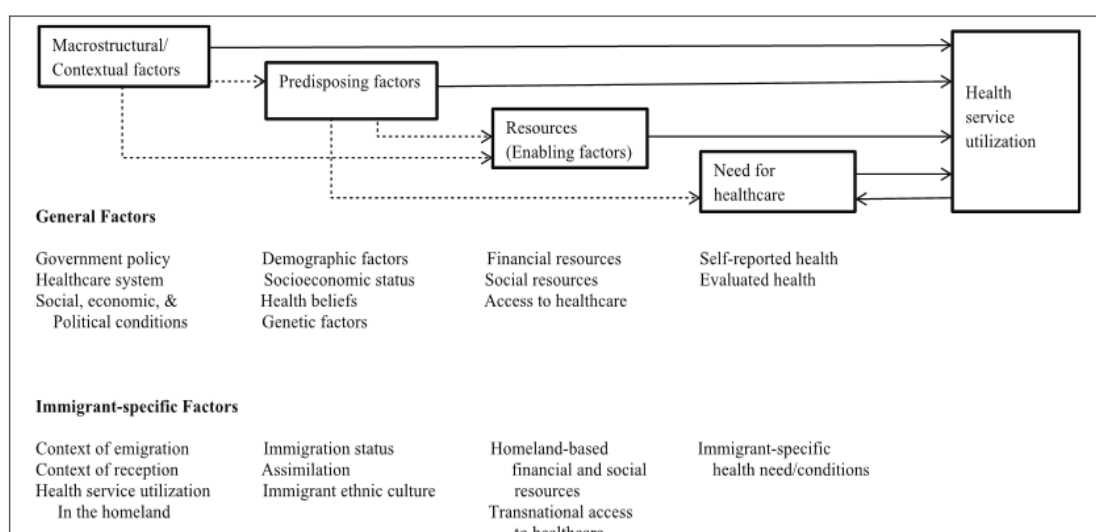 Macrostructural/
Contextual factors
Predisposing factors
Resources
(Enabling factors)
Need for
healthcare
Health
service
utilization
General Factors
Government policy
Healthcare system
Social, economic, &
Political conditions
Demographic factors
Socioeconomic status
Health beliefs
Genetic factors
Financial resources
Social resources
Access to healthcare
Self-reported health
Evaluated health
Immigrant-specific Factors
Context of emigration
Context of reception
Health service utilization
In the homeland
Immigration status
Assimilation
Immigrant ethnic culture
Homeland-based
financial and social
resources
Transnational access
to healthcare
Immigrant-specific
health need/conditions